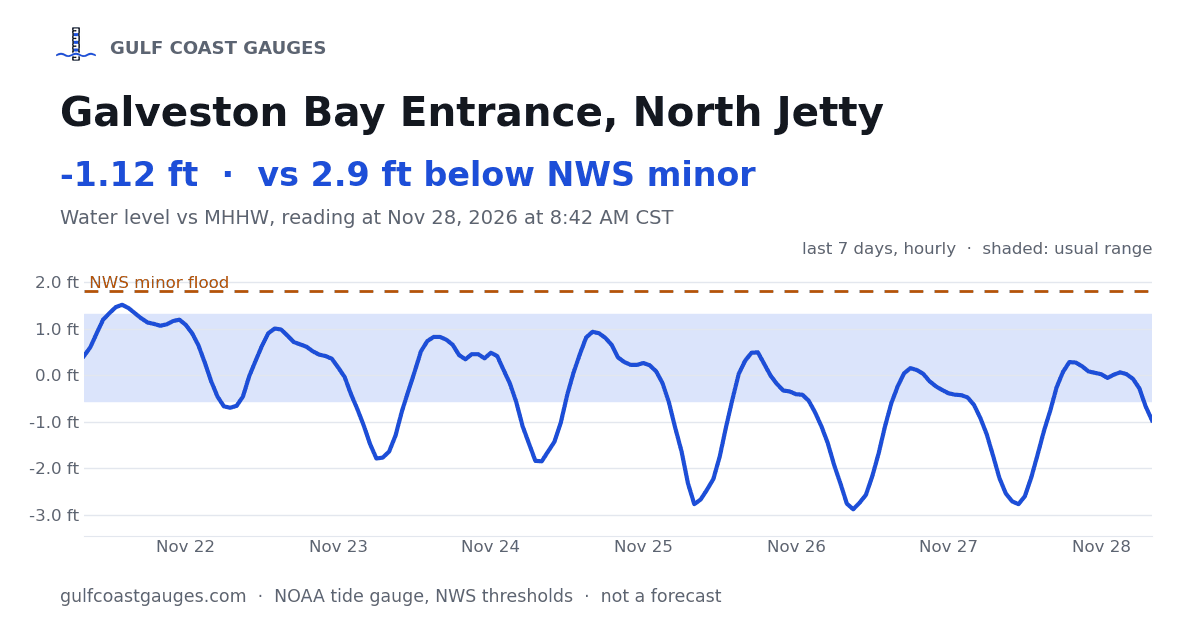 GULF COAST GAUGES
Galveston Bay Entrance, North Jetty
-1.12 ft · vs 2.9 ft below NWS minor
Water level vs MHHW, reading at Nov 28, 2026 at 8:42 AM CST
last 7 days, hourly · shaded: usual range
2.0 ft
NWS minor flood
1.0 ft
0.0 ft
-1.0 ft
-2.0 ft
-3.0 ft
Nov 22 Nov 23 Nov 24 Nov 25 Nov 26 Nov 27 Nov 28
gulfcoastgauges.com · NOAA tide gauge, NWS thresholds · not a forecast